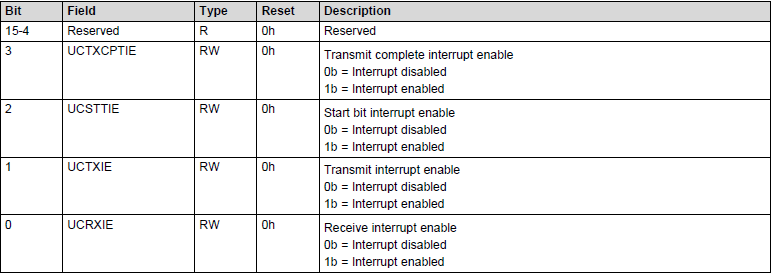 Bit Field Type Reset Description
15-4 Reserved R 0h Reserved
3 UCTXCPTIE RW 0h Transmit complete interrupt enable
0b = Interrupt disabled
1b = Interrupt enabled
2 UCSTTIE RW 0h Start bit interrupt enable
0b = Interrupt disabled
1b = Interrupt enabled
1 UCTXIE RW 0h Transmit interrupt enable
0b = Interrupt disabled
1b = Interrupt enabled
0 UCRXIE RW 0h Receive interrupt enable
0b = Interrupt disabled
1b = Interrupt enabled